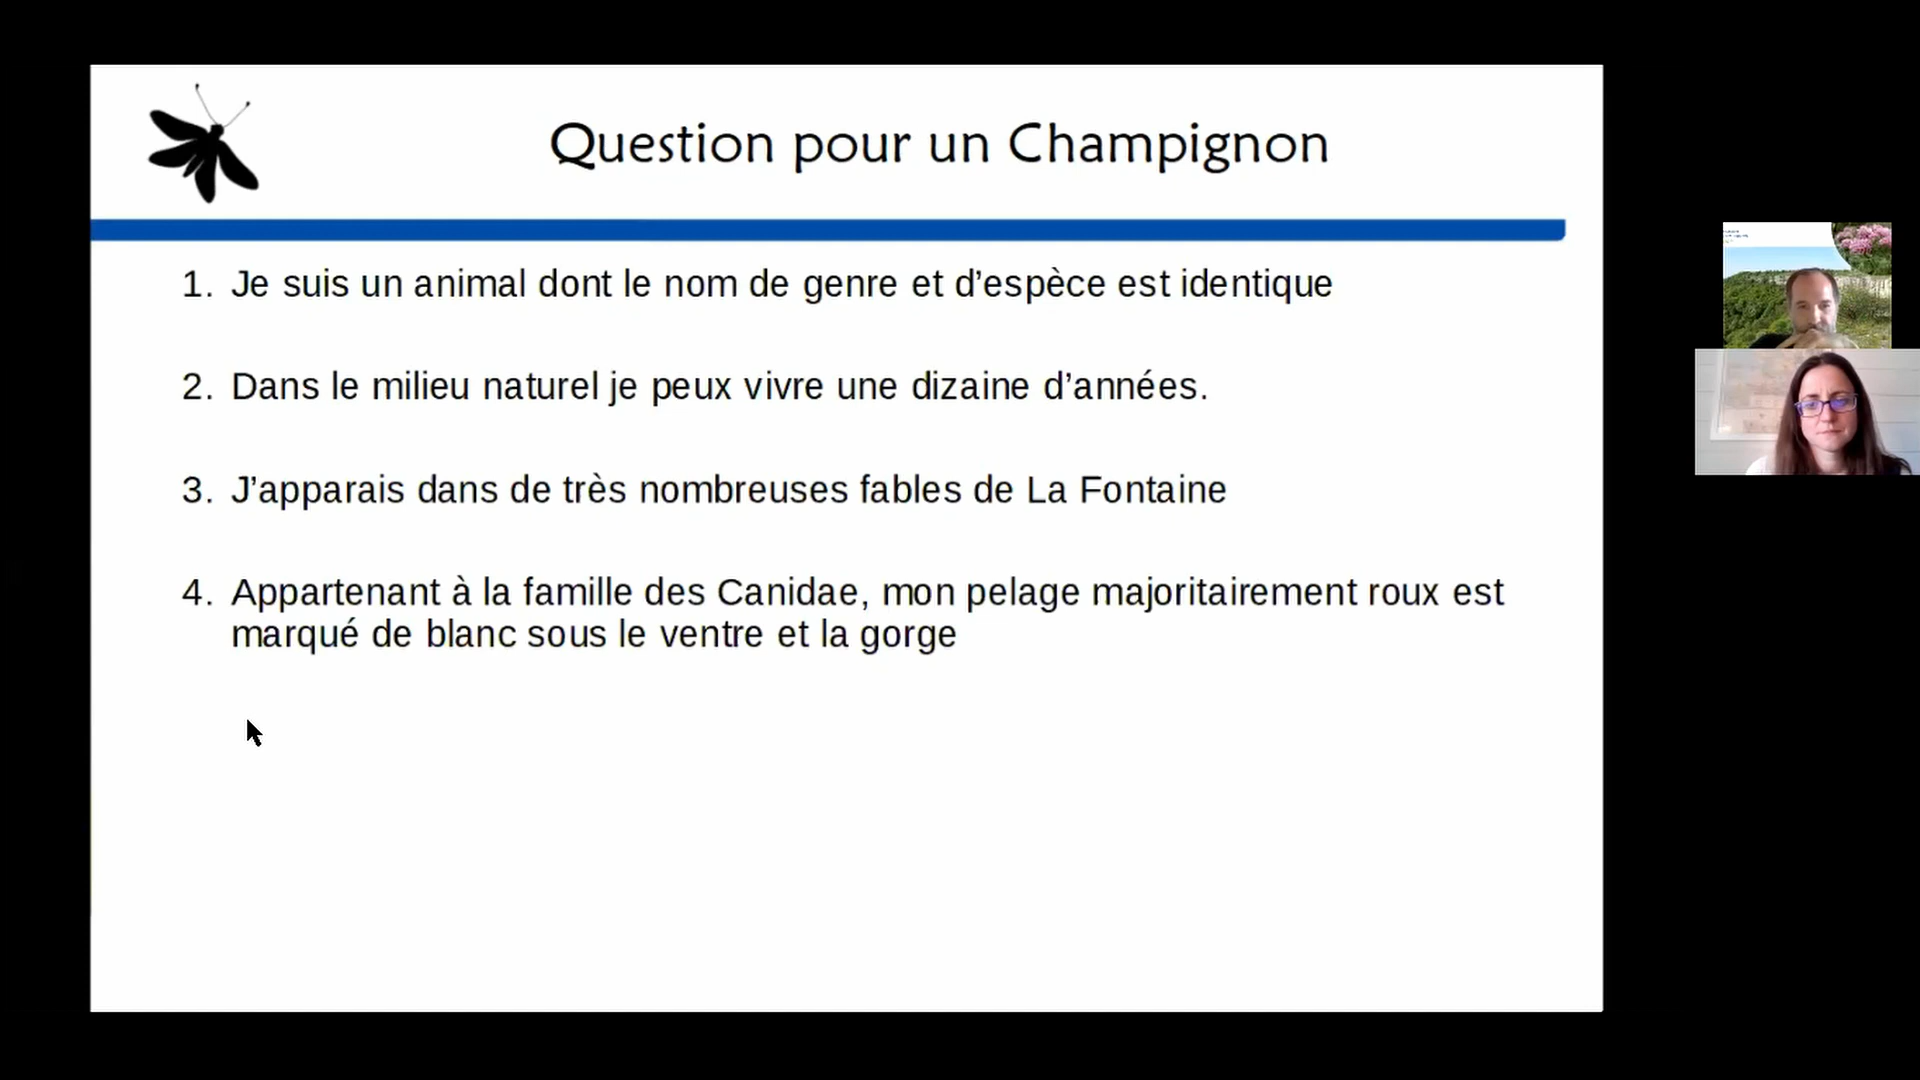 Question pour un Champignon
1. Je suis un animal dont le nom de genre et d’espèce est identique
2. Dans le milieu naturel je peux vivre une dizaine d’années.
3. J’apparais dans de très nombreuses fables de La Fontaine
4. Appartenant à la famille des Canidae, mon pelage majoritairement roux est
marqué de blanc sous le ventre et la gorge